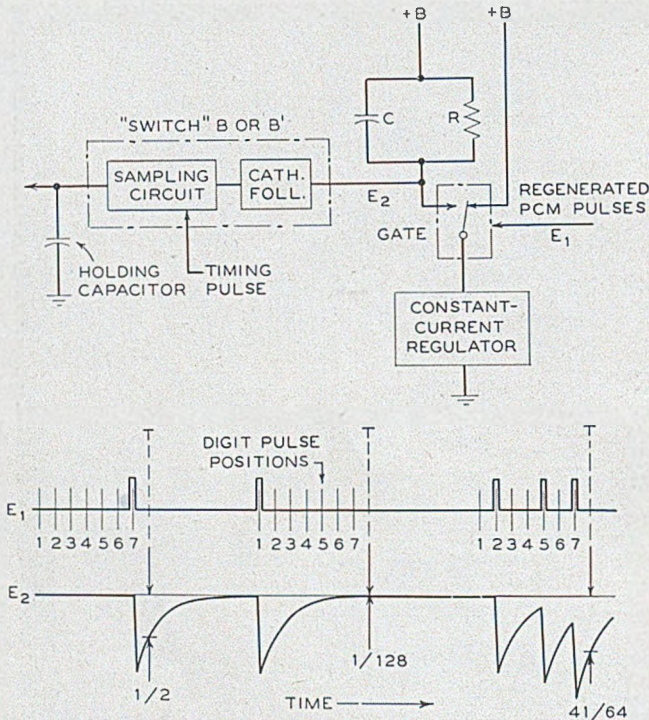 +B
+B
"SWITCH" B OR B'
C
R
SAMPLING
CIRCUIT
CATH.
FOLL.
E2
REGENERATED
PCM PULSES
E1
GATE
HOLDING
CAPACITOR
TIMING
PULSE
CONSTANT-
CURRENT
REGULATOR
T
T
T
DIGIT PULSE
POSITIONS
E1
1 2 3 4 5 6 7
1 2 3 4 5 6 7
1 2 3 4 5 6 7
E2
1/2
1/128
41/64
TIME